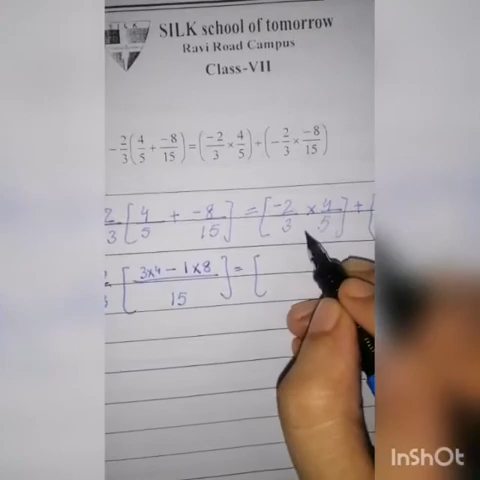 SILK
SILK school of tomorrow
Ravi Road Campus
Class-VII
-2/3(4/5 + -8/15) = (-2/3 × 4/5) + (-2/3 × -8/15)
2/3 [4/5 + -8/15] = [-2/3 × 4/5] + [
[3×4 - 1×8 / 15] = [
InShOt